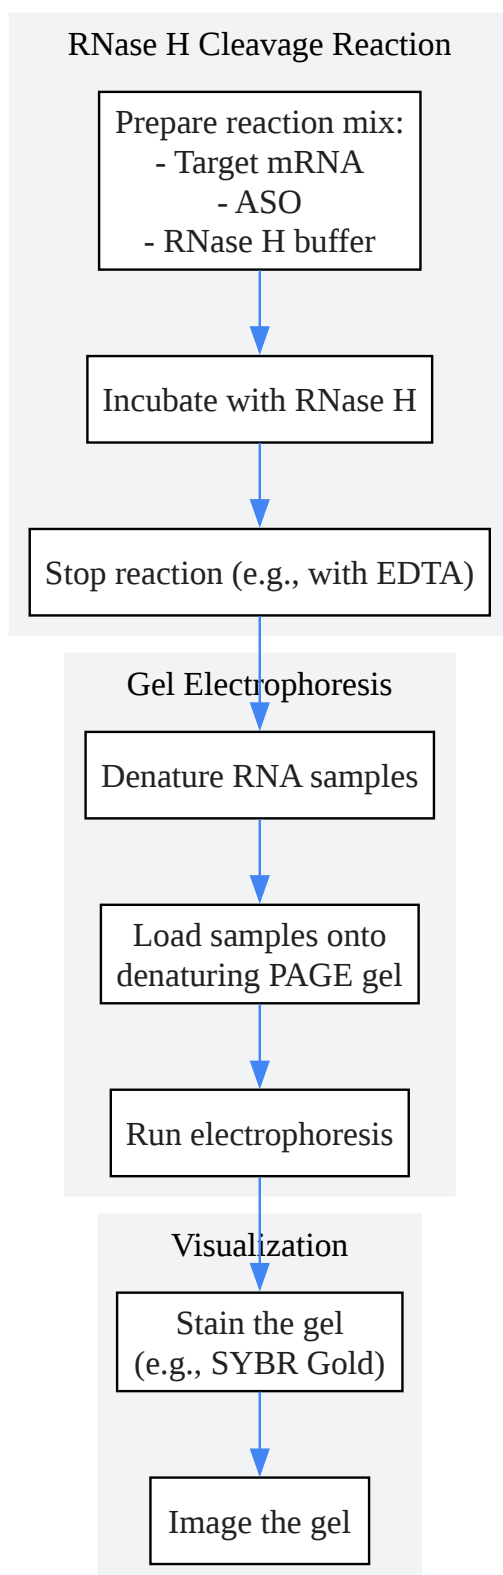 RNase H Cleavage Reaction
Prepare reaction mix:
- Target mRNA
- ASO
- RNase H buffer
Incubate with RNase H
Stop reaction (e.g., with EDTA)
Gel Electrophoresis
Denature RNA samples
Load samples onto
denaturing PAGE gel
Run electrophoresis
Visualization
Stain the gel
(e.g., SYBR Gold)
Image the gel